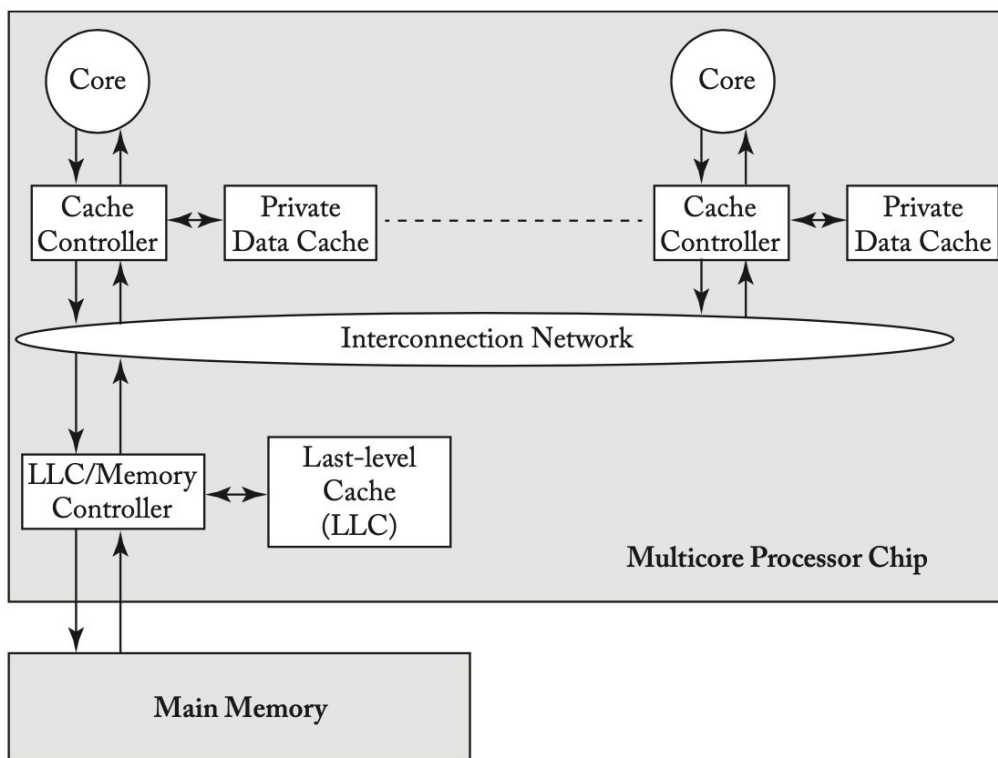 Core
Core
Cache
Controller
Private
Data Cache
Cache
Controller
Private
Data Cache
Interconnection Network
LLC/Memory
Controller
Last-level
Cache
(LLC)
Multicore Processor Chip
Main Memory